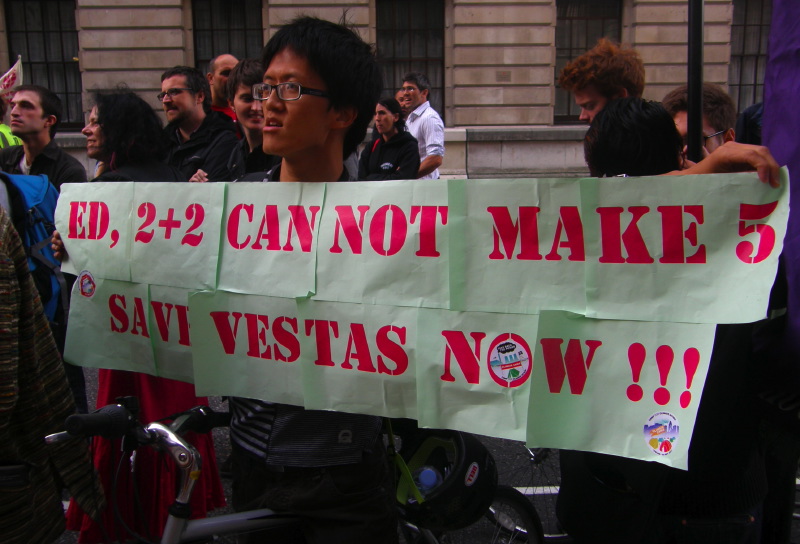 ED, 2+2 CAN NOT MAKE 5
SAVE VESTAS NOW !!!